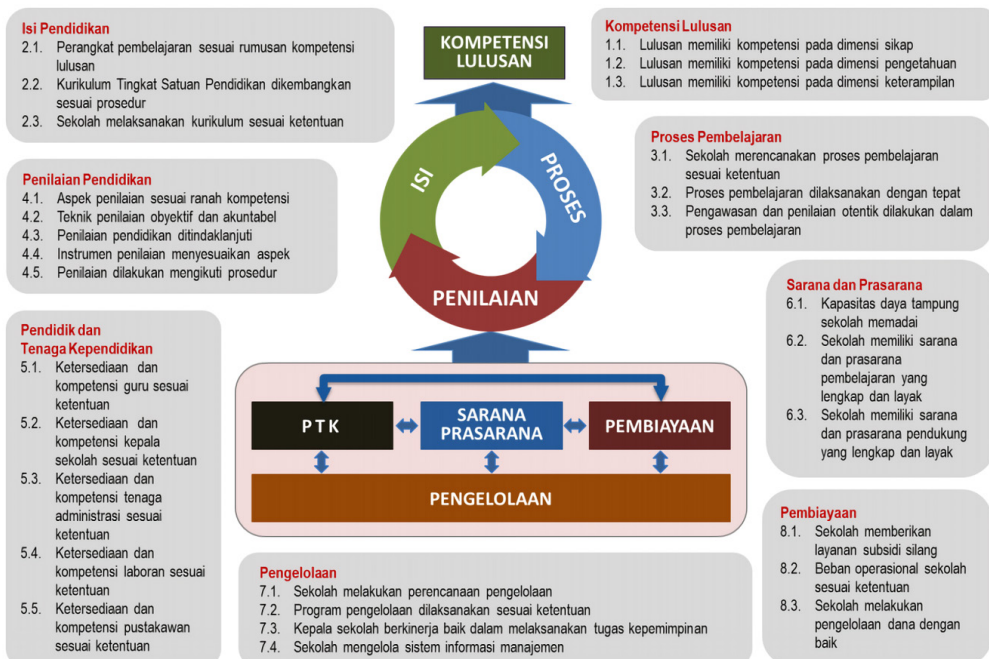 Isi Pendidikan
2.1. Perangkat pembelajaran sesuai rumusan kompetensi
lulusan
2.2. Kurikulum Tingkat Satuan Pendidikan dikembangkan
sesuai prosedur
2.3. Sekolah melaksanakan kurikulum sesuai ketentuan
KOMPETENSI
LULUSAN
Kompetensi Lulusan
1.1. Lulusan memiliki kompetensi pada dimensi sikap
1.2. Lulusan memiliki kompetensi pada dimensi pengetahuan
1.3. Lulusan memiliki kompetensi pada dimensi keterampilan
Penilaian Pendidikan
4.1. Aspek penilaian sesuai ranah kompetensi
4.2. Teknik penilaian obyektif dan akuntabel
4.3. Penilaian pendidikan ditindaklanjuti
4.4. Instrumen penilaian menyesuaikan aspek
4.5. Penilaian dilakukan mengikuti prosedur
ISI
PROSES
PENILAIAN
Proses Pembelajaran
3.1. Sekolah merencanakan proses pembelajaran
sesuai ketentuan
3.2. Proses pembelajaran dilaksanakan dengan tepat
3.3. Pengawasan dan penilaian otentik dilakukan dalam
proses pembelajaran
Pendidik dan
Tenaga Kependidikan
5.1. Ketersediaan dan
kompetensi guru sesuai
ketentuan
5.2. Ketersediaan dan
kompetensi kepala
sekolah sesuai ketentuan
5.3. Ketersediaan dan
kompetensi tenaga
administrasi sesuai
ketentuan
5.4. Ketersediaan dan
kompetensi laboran sesuai
ketentuan
5.5. Ketersediaan dan
kompetensi pustakawan
sesuai ketentuan
P T K
SARANA
PRASARANA
PEMBIAYAAN
PENGELOLAAN
Sarana dan Prasarana
6.1. Kapasitas daya tampung
sekolah memadai
6.2. Sekolah memiliki sarana
dan prasarana
pembelajaran yang
lengkap dan layak
6.3. Sekolah memiliki sarana
dan prasarana pendukung
yang lengkap dan layak
Pengelolaan
7.1. Sekolah melakukan perencanaan pengelolaan
7.2. Program pengelolaan dilaksanakan sesuai ketentuan
7.3. Kepala sekolah berkinerja baik dalam melaksanakan tugas kepemimpinan
7.4. Sekolah mengelola sistem informasi manajemen
Pembiayaan
8.1. Sekolah memberikan
layanan subsidi silang
8.2. Beban operasional sekolah
sesuai ketentuan
8.3. Sekolah melakukan
pengelolaan dana dengan
baik